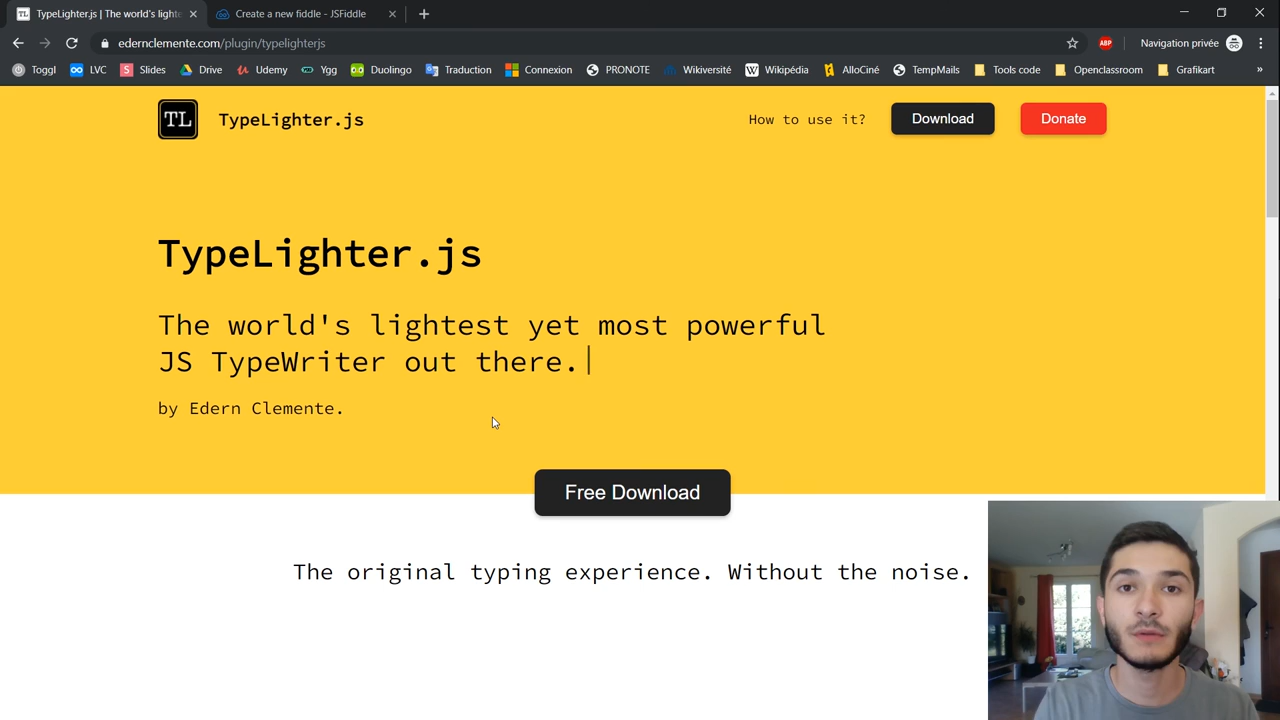 TypeLighter.js | The world's lighte
Create a new fiddle - JSFiddle
edernclemente.com/plugin/typelighterjs
ABP
Navigation privée
Toggl
LVC
Slides
Drive
Udemy
Ygg
Duolingo
Traduction
Connexion
PRONOTE
Wikiversité
Wikipédia
AlloCiné
TempMails
Tools code
Openclassroom
Grafikart
»
TL
TypeLighter.js
How to use it?
Download
Donate
TypeLighter.js
The world's lightest yet most powerful
JS TypeWriter out there.|
by Edern Clemente.
Free Download
The original typing experience. Without the noise.